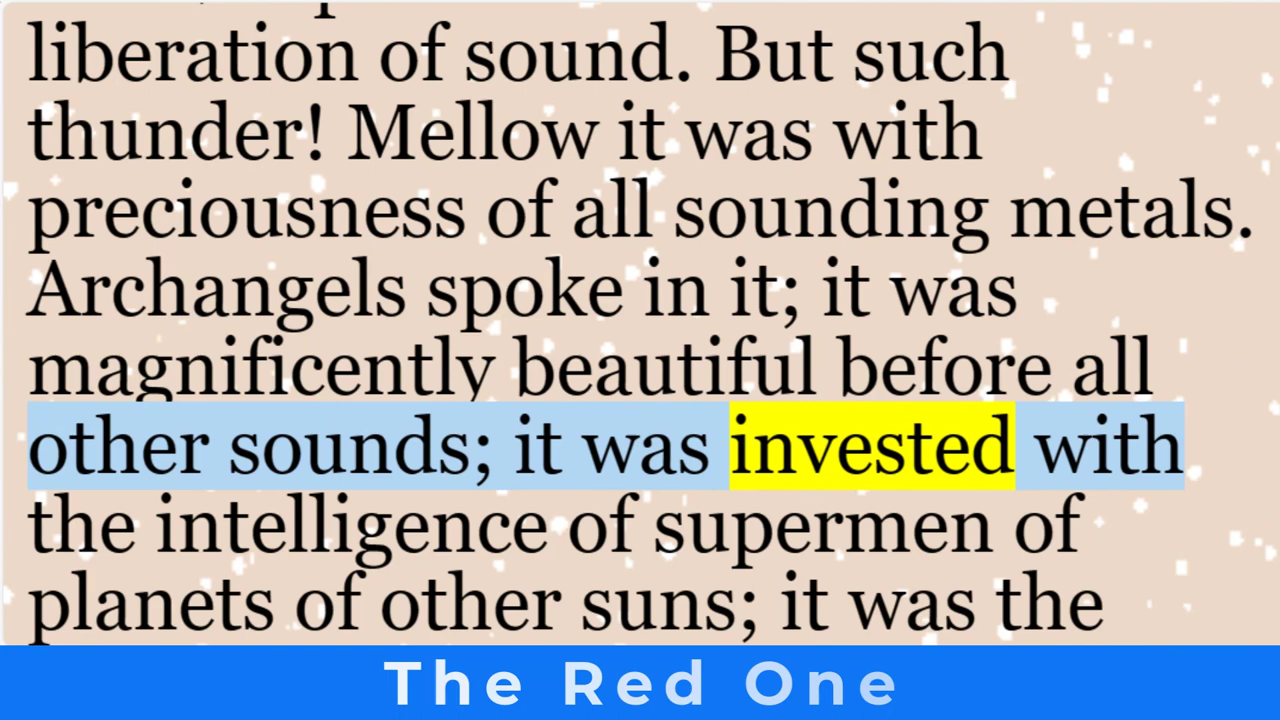 liberation of sound. But such
thunder! Mellow it was with
preciousness of all sounding metals.
Archangels spoke in it; it was
magnificently beautiful before all
other sounds; it was invested with
the intelligence of supermen of
planets of other suns; it was the
The Red One